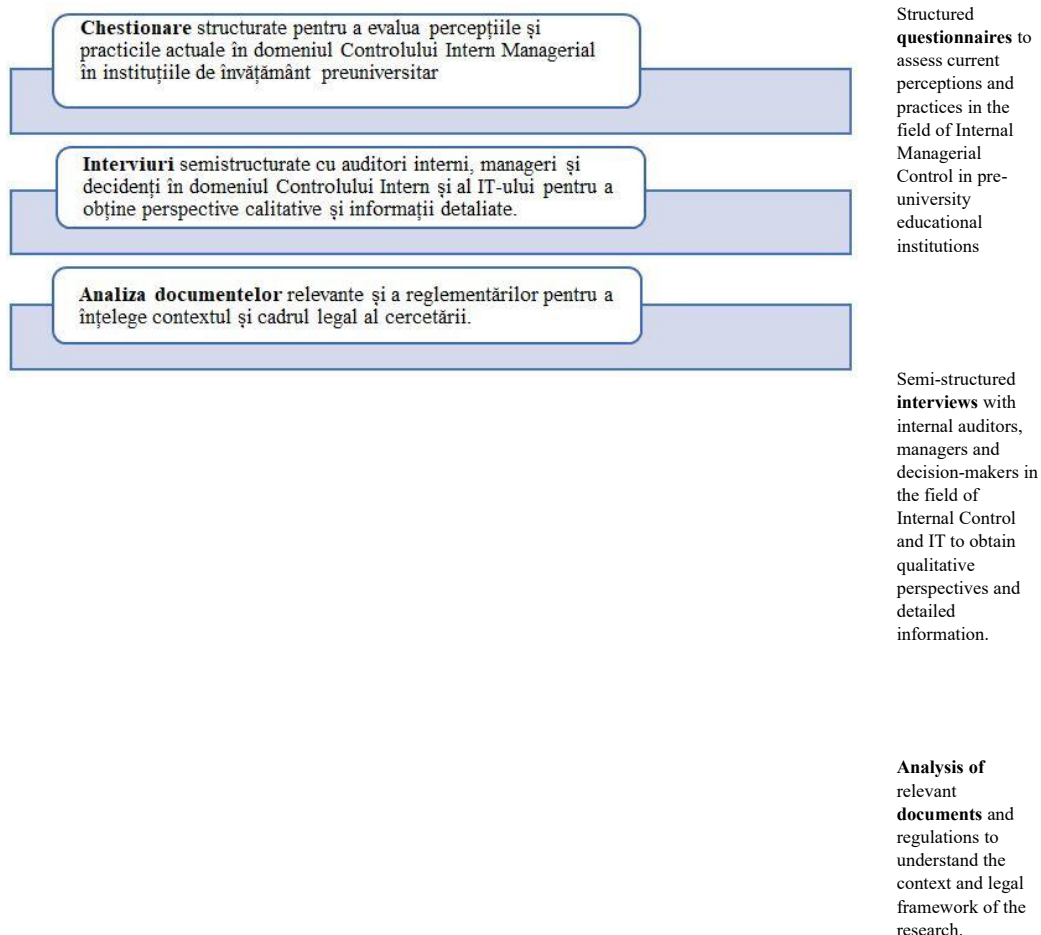 Chestionare structurate pentru a evalua percepțiile și
practicile actuale în domeniul Controlului Intern Managerial
în instituțiile de învățământ preuniversitar
Interviuri semistructurate cu auditori interni, manageri și
decidenți în domeniul Controlului Intern și al IT-ului pentru a
obține perspective calitative și informații detaliate.
Analiza documentelor relevante și a reglementărilor pentru a
înțelege contextul și cadrul legal al cercetării.
Structured
questionnaires to
assess current
perceptions and
practices in the
field of Internal
Managerial
Control in pre-
university
educational
institutions
Semi-structured
interviews with
internal auditors,
managers and
decision-makers in
the field of
Internal Control
and IT to obtain
qualitative
perspectives and
detailed
information.
Analysis of
relevant
documents and
regulations to
understand the
context and legal
framework of the
research.